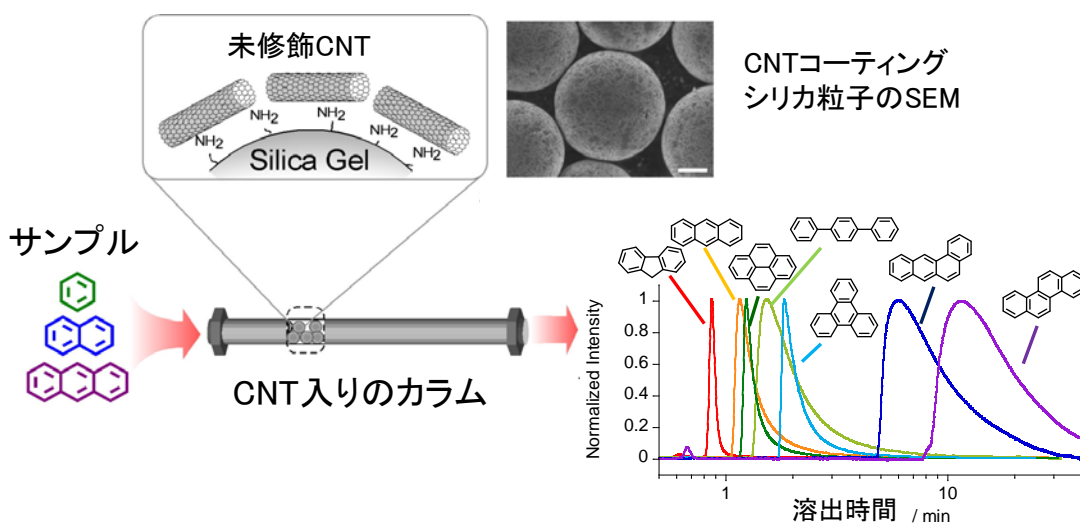 未修飾CNT
NH2
NH2
NH2
NH2
NH2
Silica Gel
CNTコーティング
シリカ粒子のSEM
サンプル
CNT入りのカラム
Normalized Intensity
1
0.8
0.6
0.4
0.2
0
1
10
溶出時間 / min